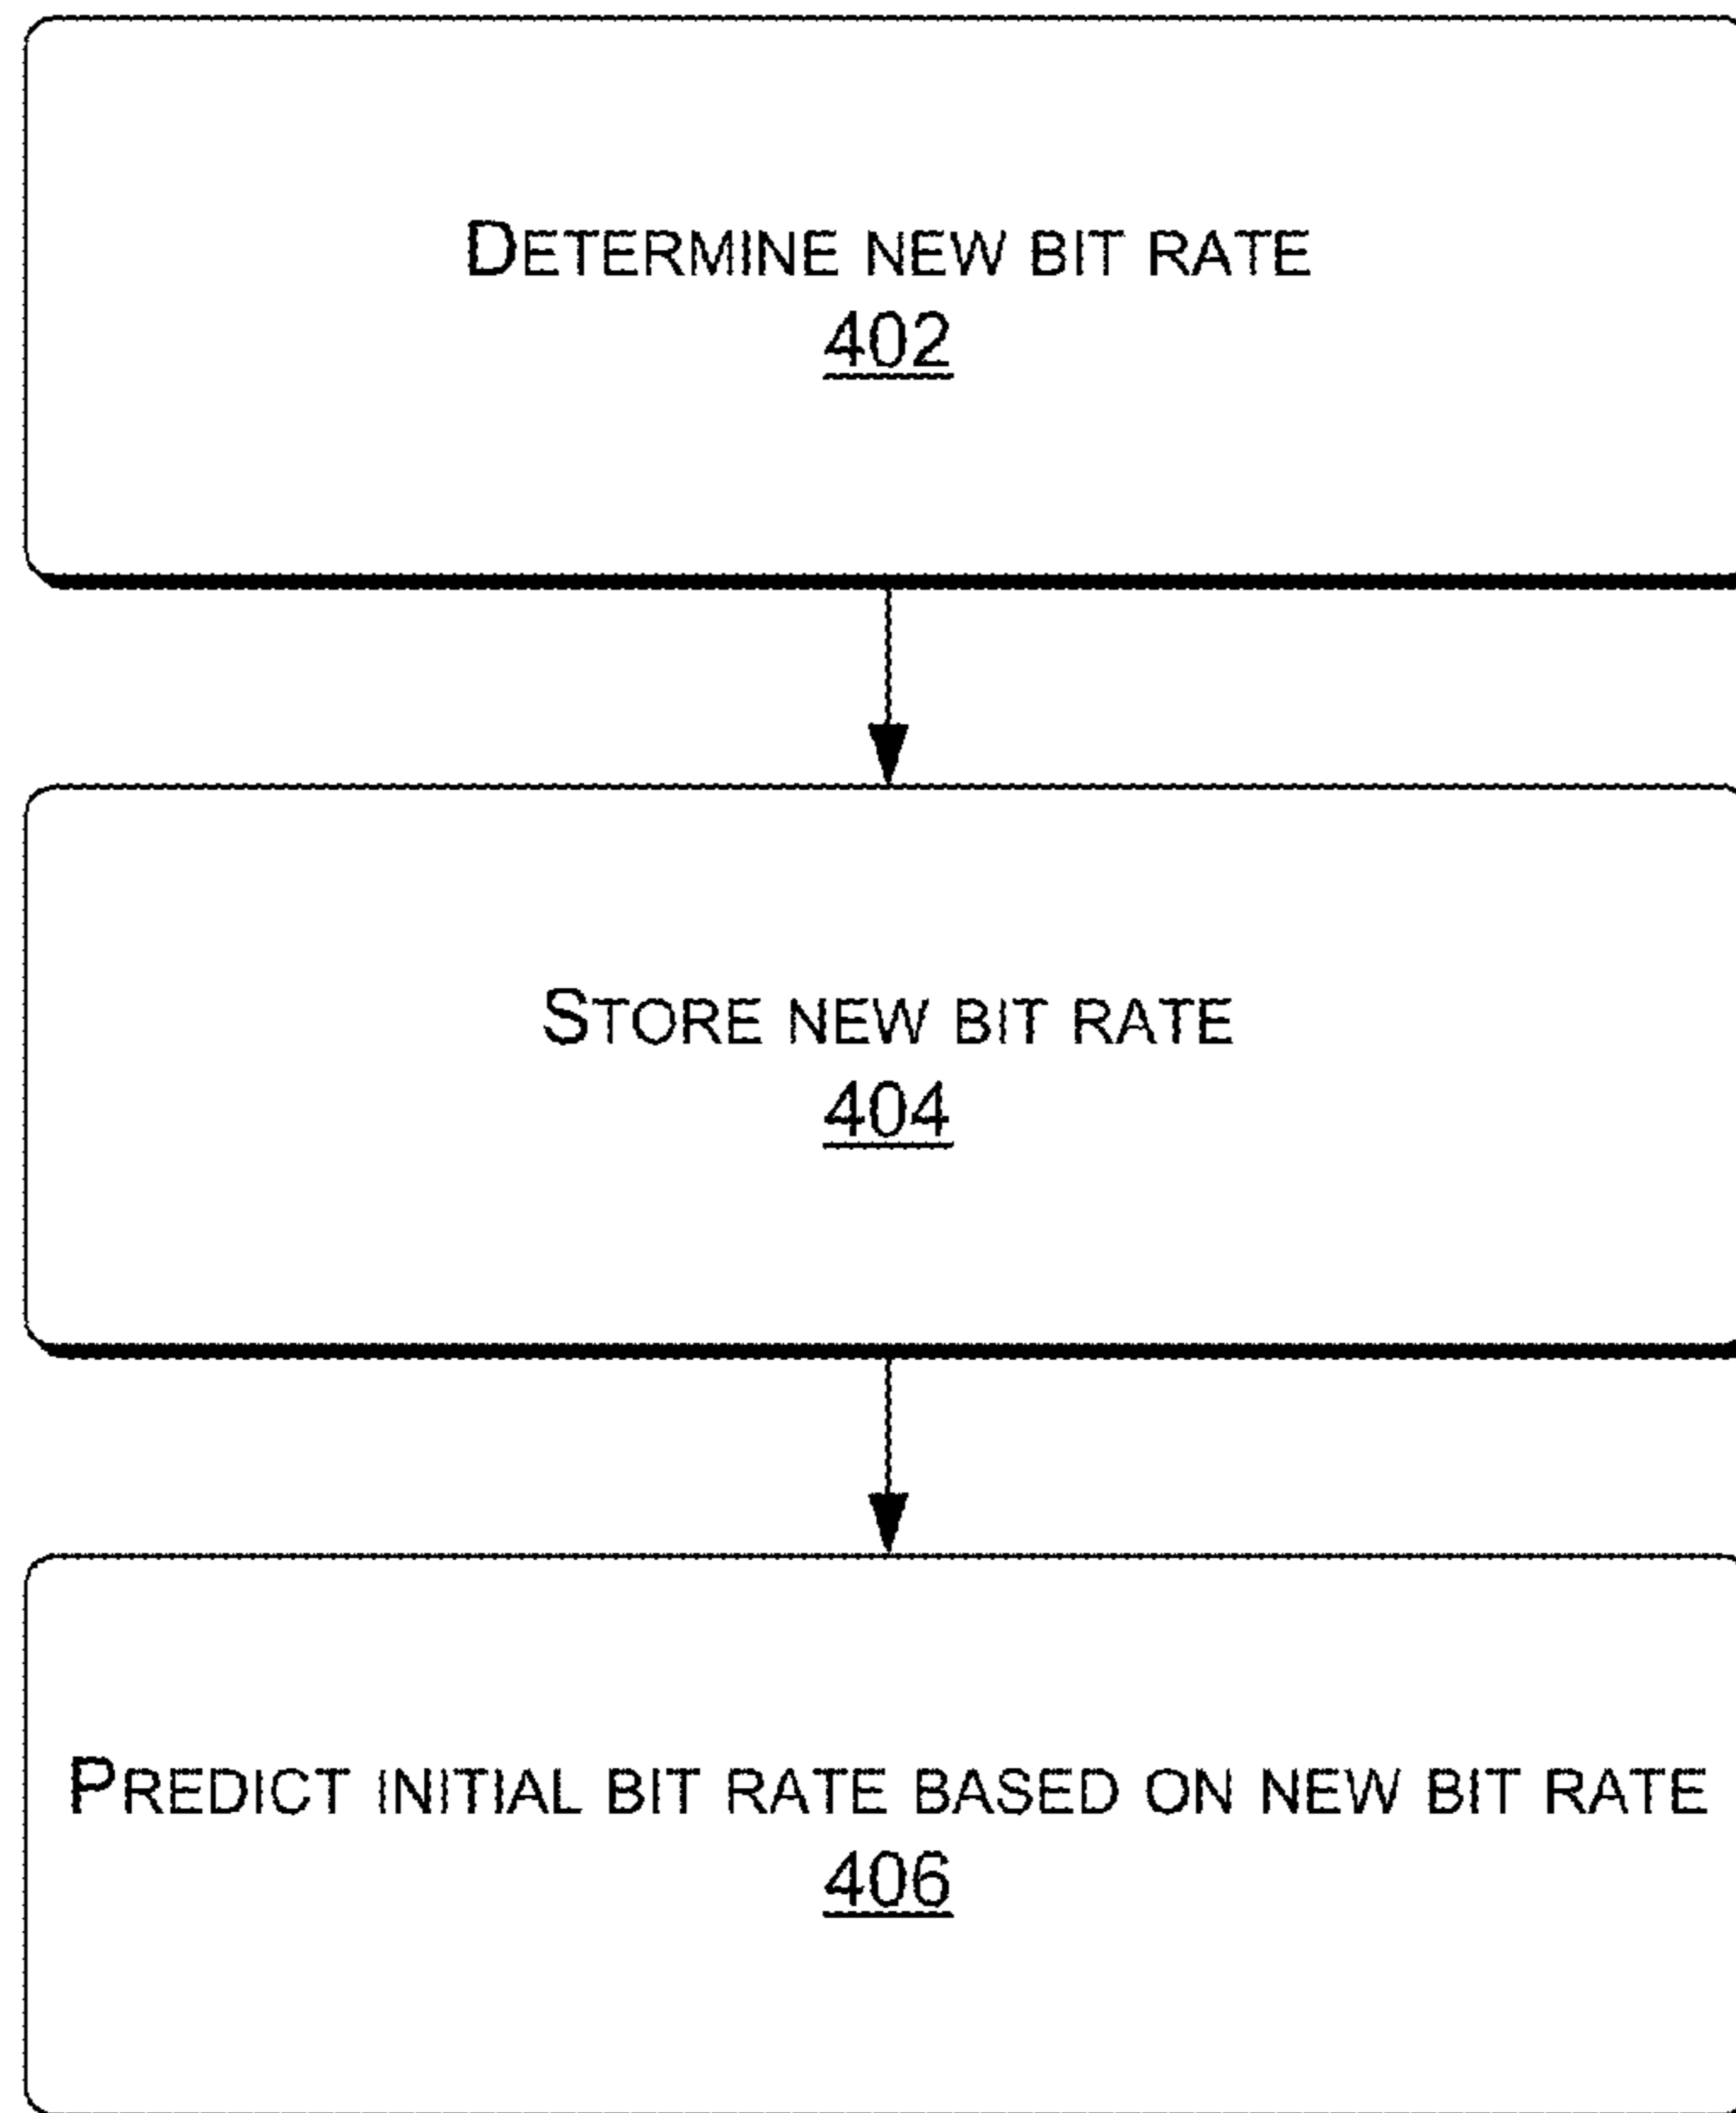 DETERMINE NEW BIT RATE
402
STORE NEW BIT RATE
404
PREDICT INITIAL BIT RATE BASED ON NEW BIT RATE
406